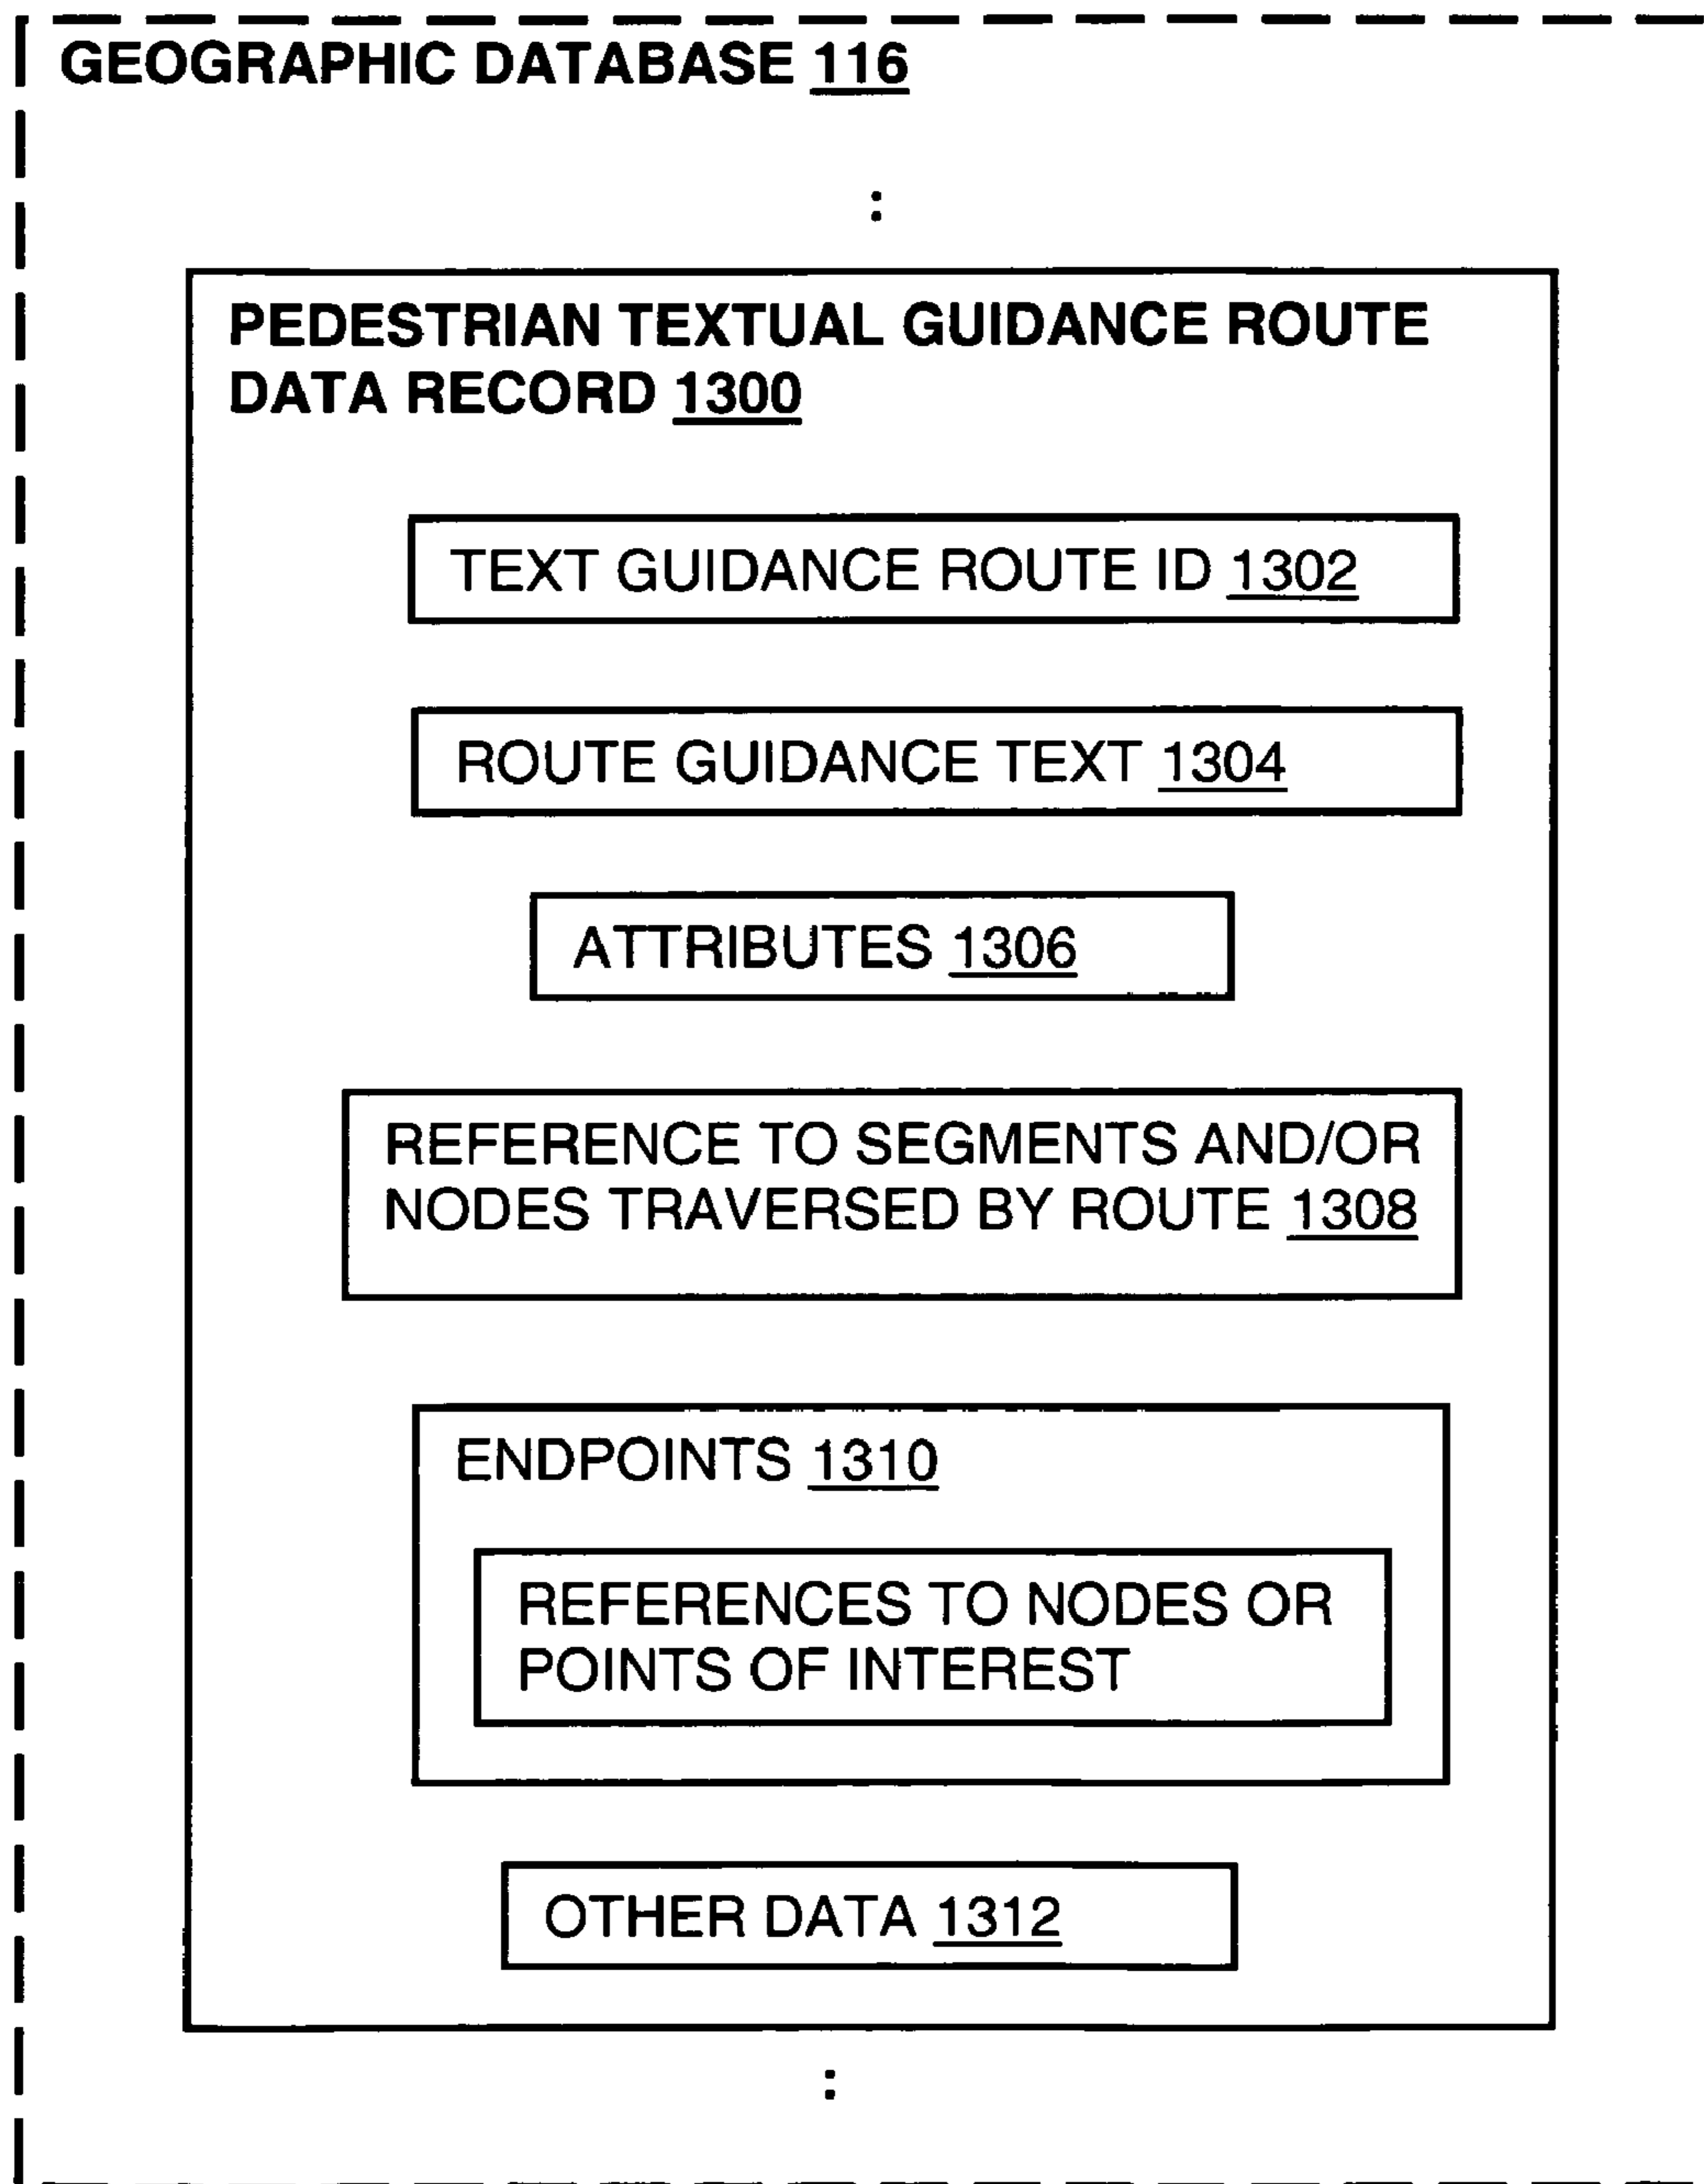 GEOGRAPHIC DATABASE 116
:
PEDESTRIAN TEXTUAL GUIDANCE ROUTE
DATA RECORD 1300
TEXT GUIDANCE ROUTE ID 1302
ROUTE GUIDANCE TEXT 1304
ATTRIBUTES 1306
REFERENCE TO SEGMENTS AND/OR
NODES TRAVERSED BY ROUTE 1308
ENDPOINTS 1310
REFERENCES TO NODES OR
POINTS OF INTEREST
OTHER DATA 1312
: